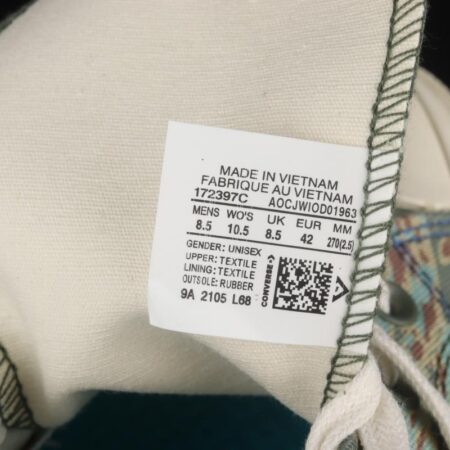 MADE IN VIETNAM
FABRIQUE AU VIETNAM
172397C AOCJWIOD01963
MENS WO'S UK EUR MM
8.5 10.5 8.5 42 270(2.5)
GENDER: UNISEX
UPPER: TEXTILE
LINING: TEXTILE
OUTSOLE: RUBBER
9A 2105 L68
CONVERSE